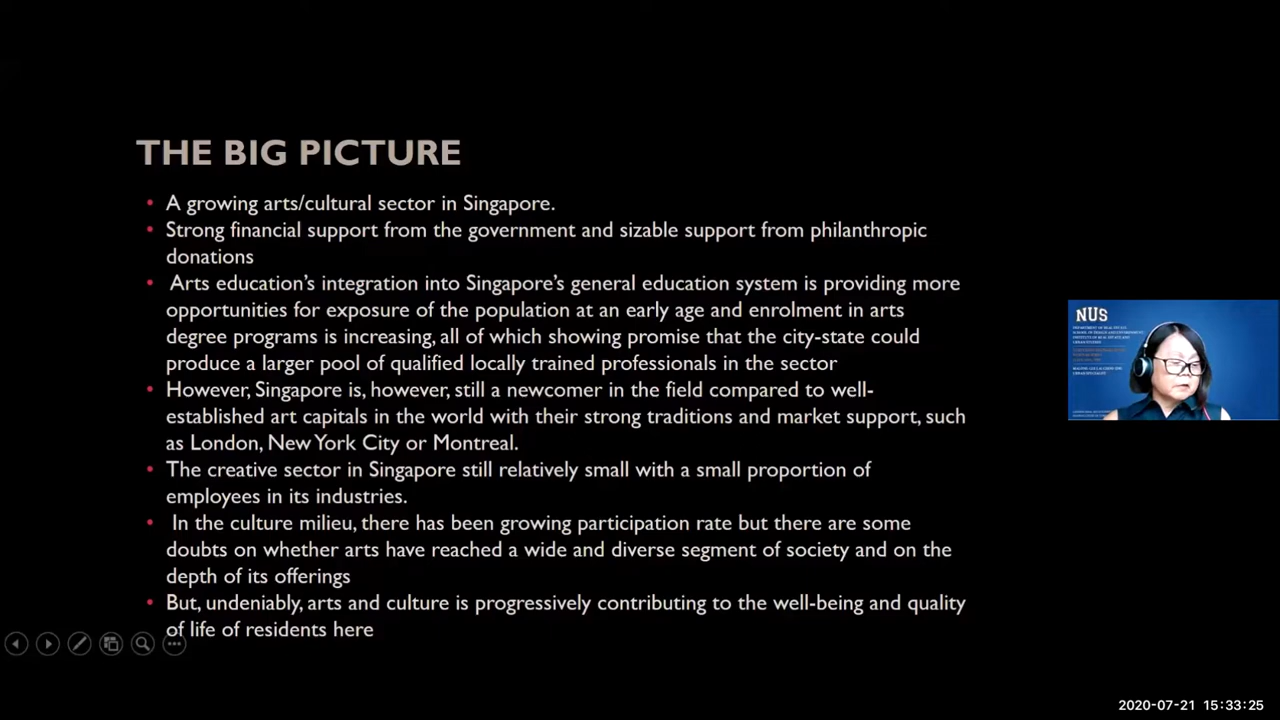 THE BIG PICTURE
• A growing arts/cultural sector in Singapore.
• Strong financial support from the government and sizable support from philanthropic
donations
• Arts education's integration into Singapore's general education system is providing more
opportunities for exposure of the population at an early age and enrolment in arts
degree programs is increasing, all of which showing promise that the city-state could
produce a larger pool of qualified locally trained professionals in the sector
• However, Singapore is, however, still a newcomer in the field compared to well-
established art capitals in the world with their strong traditions and market support, such
as London, New York City or Montreal.
• The creative sector in Singapore still relatively small with a small proportion of
employees in its industries.
• In the culture milieu, there has been growing participation rate but there are some
doubts on whether arts have reached a wide and diverse segment of society and on the
depth of its offerings
• But, undeniably, arts and culture is progressively contributing to the well-being and quality
of life of residents here
NUS
2020-07-21 15:33:25